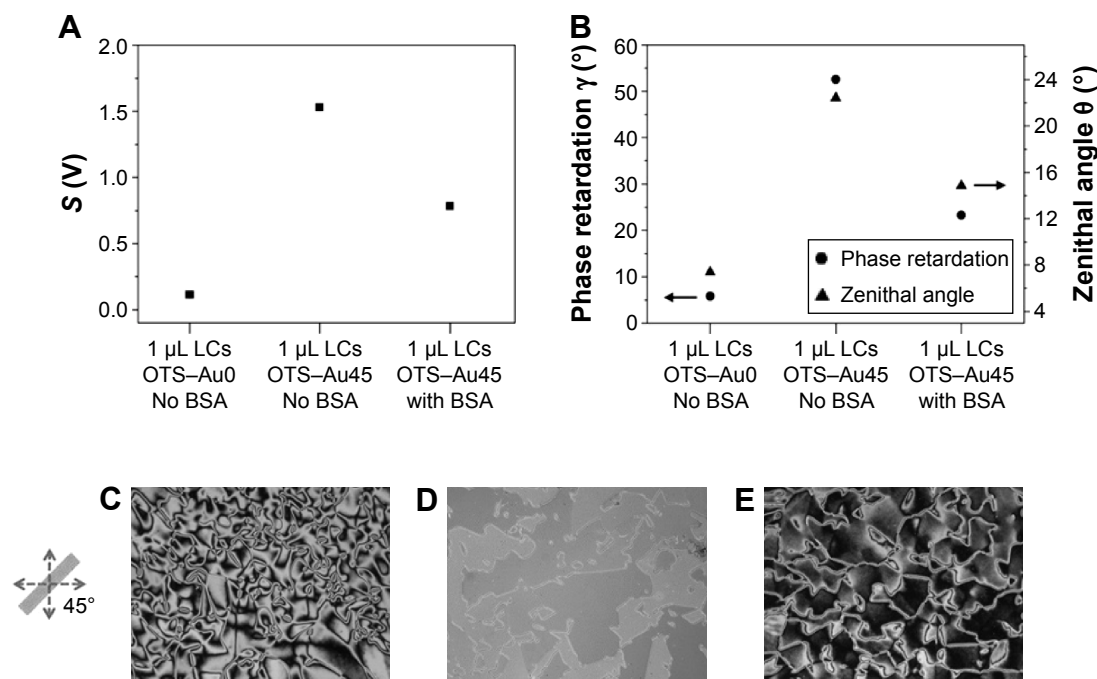 A
2.0
1.5
1.0
0.5
0.0
S (V)
1 μL LCs
OTS–Au0
No BSA
1 μL LCs
OTS–Au45
No BSA
1 μL LCs
OTS–Au45
with BSA
B
60
50
40
30
20
10
0
Phase retardation γ (°)
24
20
16
12
8
4
Zenithal angle θ (°)
Phase retardation
Zenithal angle
1 μL LCs
OTS–Au0
No BSA
1 μL LCs
OTS–Au45
No BSA
1 μL LCs
OTS–Au45
with BSA
C
D
E
45°